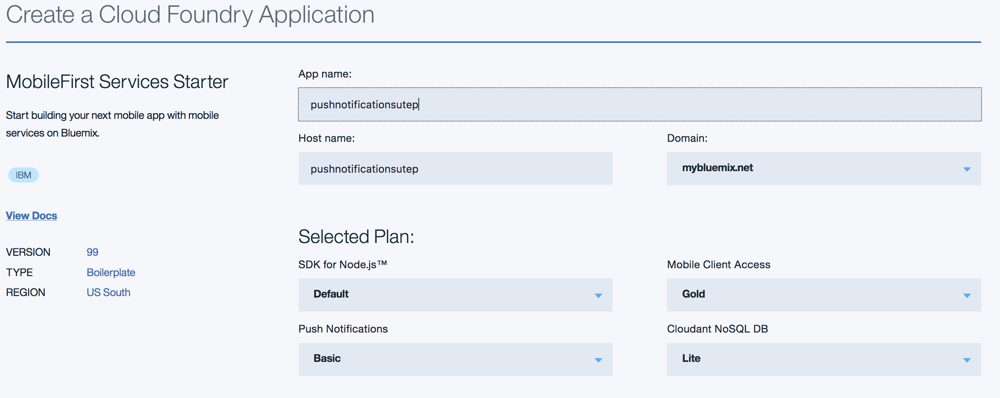 Create a Cloud Foundry Application
MobileFirst Services Starter
Start building your next mobile app with mobile
services on Bluemix.
IBM
View Docs
VERSION 99
TYPE Boilerplate
REGION US South
App name:
pushnotificationsutep
Host name:
pushnotificationsutep
Domain:
mybluemix.net
Selected Plan:
SDK for Node.js™
Default
Mobile Client Access
Gold
Push Notifications
Basic
Cloudant NoSQL DB
Lite